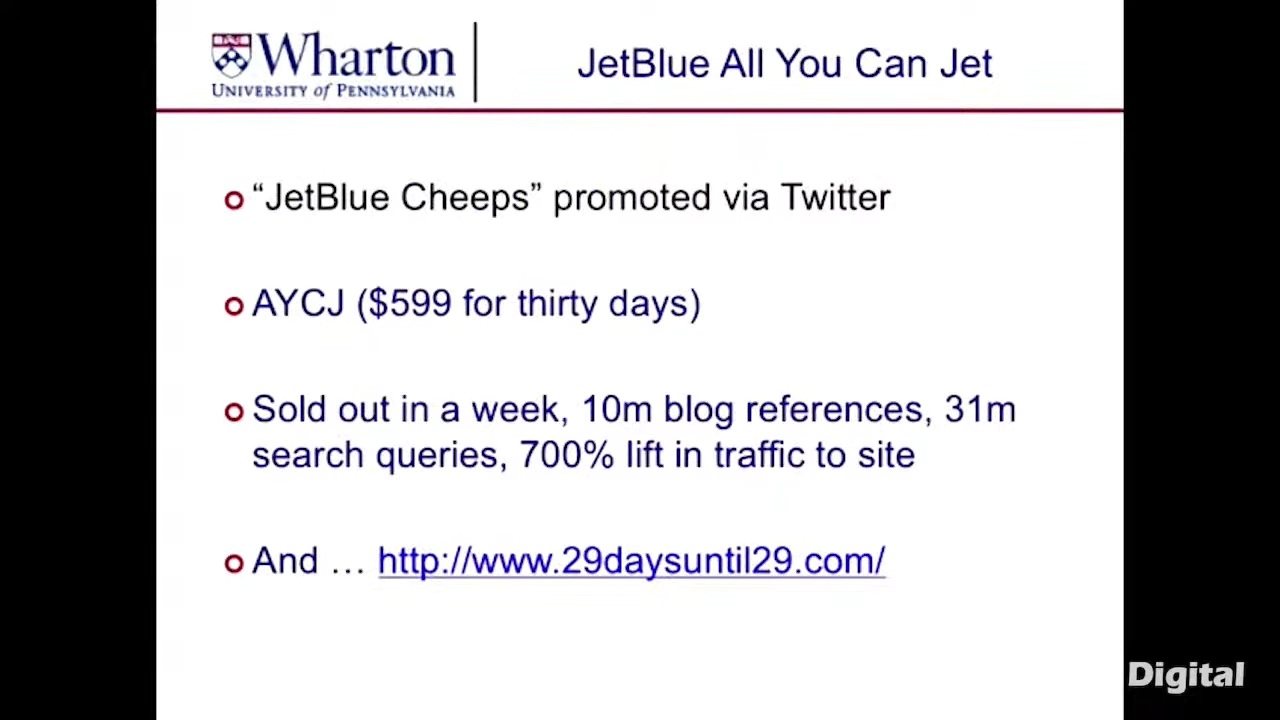 Wharton
UNIVERSITY of PENNSYLVANIA
JetBlue All You Can Jet
“JetBlue Cheeps” promoted via Twitter
AYCJ ($599 for thirty days)
Sold out in a week, 10m blog references, 31m
search queries, 700% lift in traffic to site
And … http://www.29daysuntil29.com/
Digital